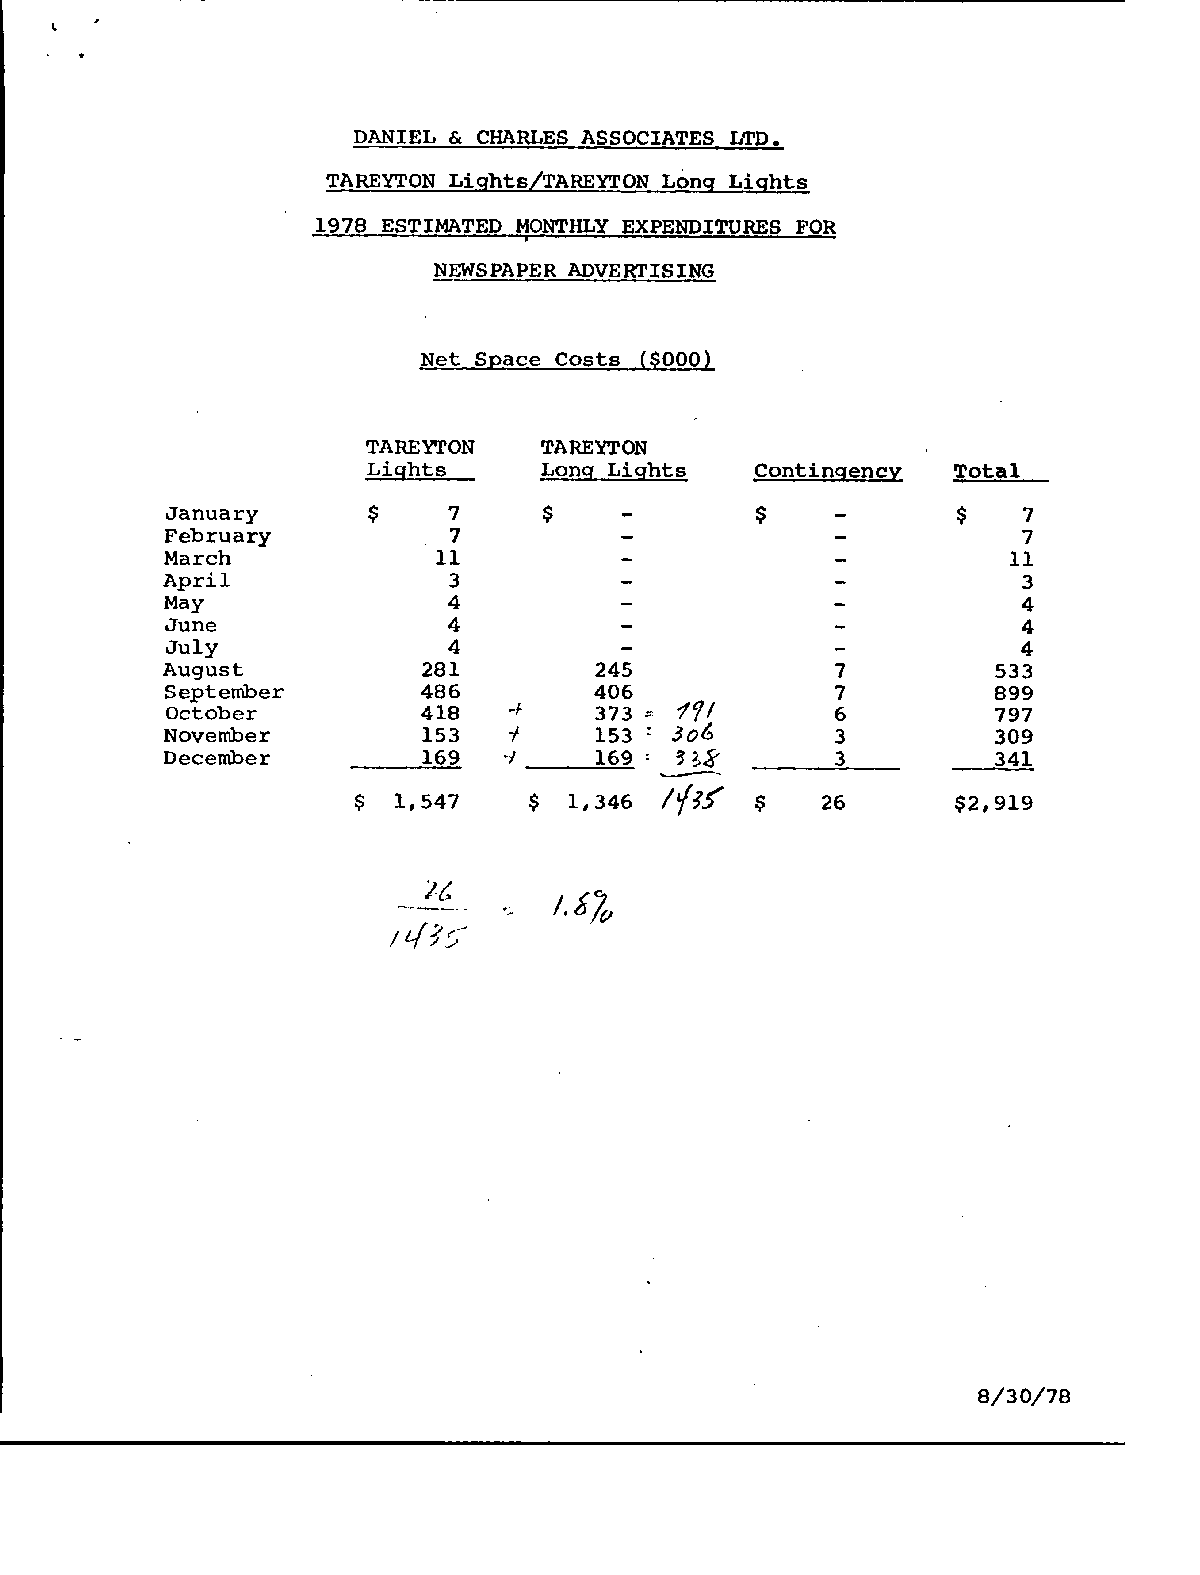 DANIEL & CHARLES ASSOCIATES LTD.
TAREYTON Lights/TAREYTON Long Lights
1978 ESTIMATED MONTHLY EXPENDITURES FOR
NEWSPAPER ADVERTISING
Net Space Costs ($000)
TAREYTON TAREYTON
Lights Long Lights Contingency Total
January $ 7 $ - $ - $ 7
February 7 - - 7
March 11 - - 11
April 3 - - 3
May 4 - - 4
June 4 - - 4
July 4 - - 4
August 281 245 7 533
September 486 406 7 899
October 418 + 373 = 791 6 797
November 153 + 153 = 306 3 309
December 169 + 169 = 338 3 341
$ 1,547 $ 1,346 1435 $ 26 $2,919
26
1435 = 1.8%
8/30/78